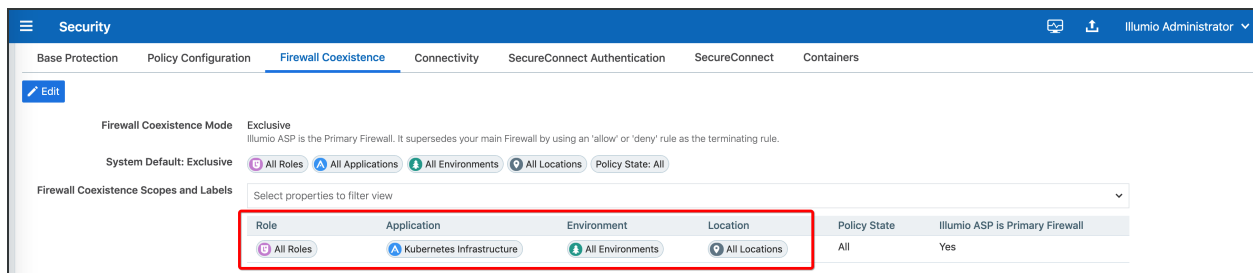 Security
Illumio Administrator
Base Protection Policy Configuration Firewall Coexistence Connectivity SecureConnect Authentication SecureConnect Containers
Edit
Firewall Coexistence Mode Exclusive
Illumio ASP is the Primary Firewall. It supersedes your main Firewall by using an 'allow' or 'deny' rule as the terminating rule.
System Default: Exclusive All Roles All Applications All Environments All Locations Policy State: All
Firewall Coexistence Scopes and Labels Select properties to filter view
Role Application Environment Location Policy State Illumio ASP is Primary Firewall
All Roles Kubernetes Infrastructure All Environments All Locations All Yes